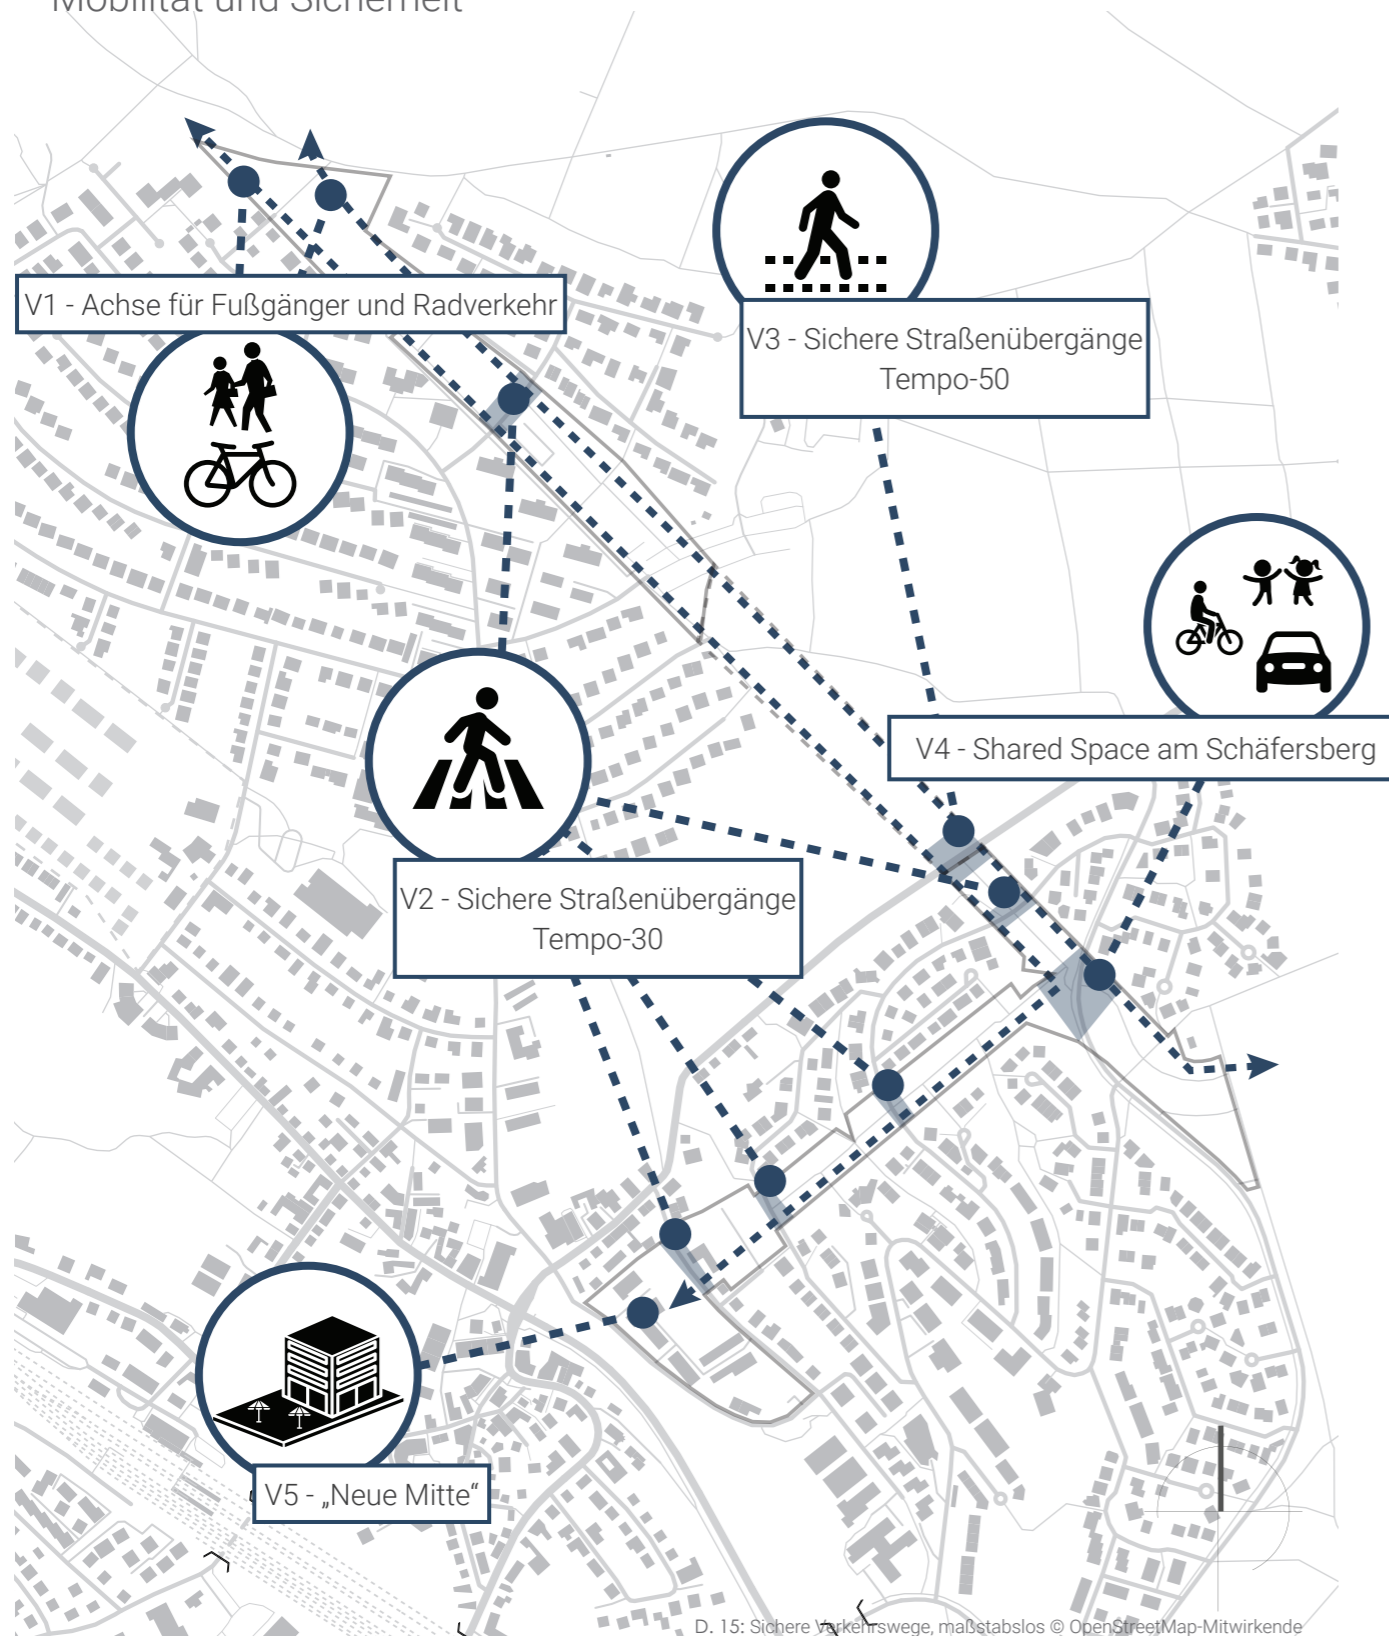 Mobilität und Sicherheit
V1 - Achse für Fußgänger und Radverkehr
V3 - Sichere Straßenübergänge
Tempo-50
V4 - Shared Space am Schäfersberg
V2 - Sichere Straßenübergänge
Tempo-30
V5 - „Neue Mitte“
D. 15: Sichere Verkehrswege, maßstabslos © OpenStreetMap-Mitwirkende